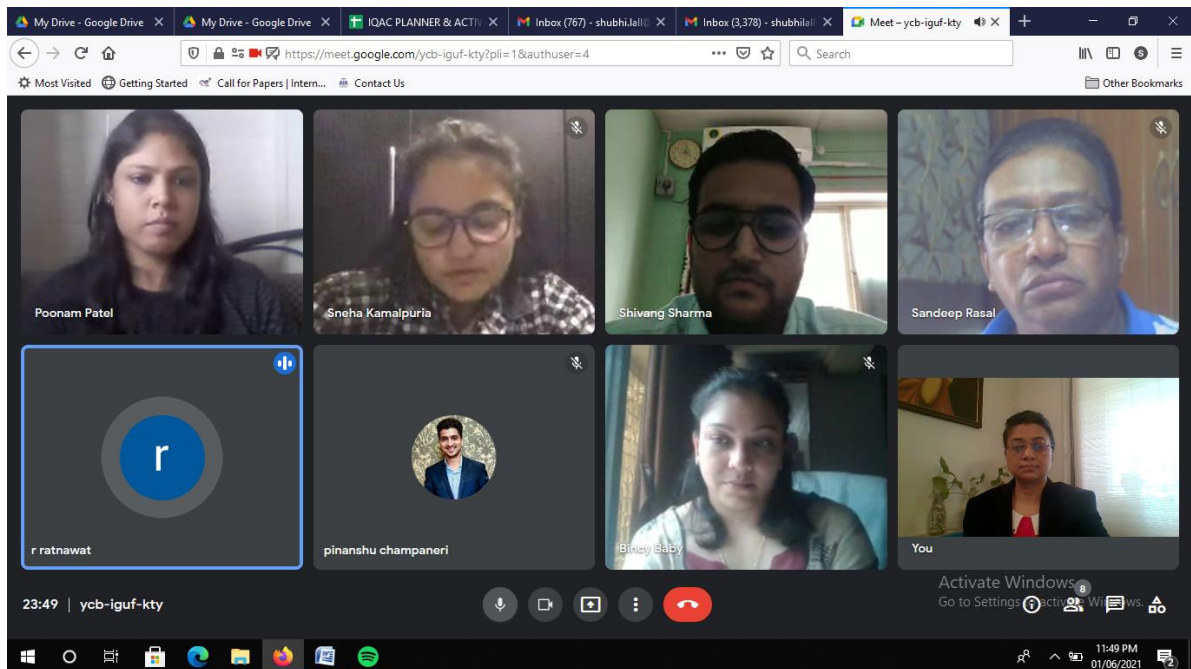 My Drive - Google Drive
My Drive - Google Drive
IQAC PLANNER & ACTIV
Inbox (767) - shubhi.lall@
Inbox (3,378) - shubhilall
Meet – ycb-iguf-kty
https://meet.google.com/ycb-iguf-kty?pli=1&authuser=4
Search
S
Most Visited
Getting Started
Call for Papers | Intern...
Contact Us
Other Bookmarks
Poonam Patel
Sneha Kamalpuria
Shivang Sharma
Sandeep Rasal
r
r ratnawat
pinanshu champaneri
Bincy Baby
You
Activate Windows
Go to Settings
23:49 | ycb-iguf-kty
8
11:49 PM
01/06/2021
2